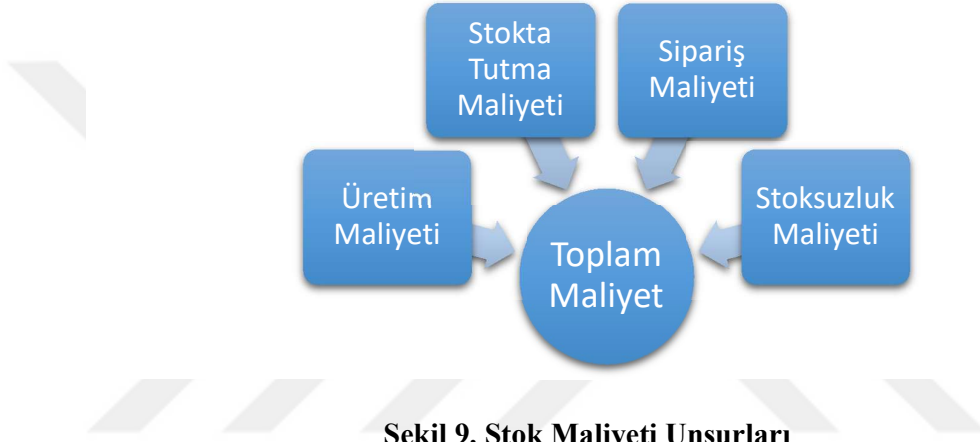 Stokta
Tutma
Maliyeti
Sipariş
Maliyeti
Üretim
Maliyeti
Stoksuzluk
Maliyeti
Toplam
Maliyet
Şekil 9. Stok Maliyeti Unsurları